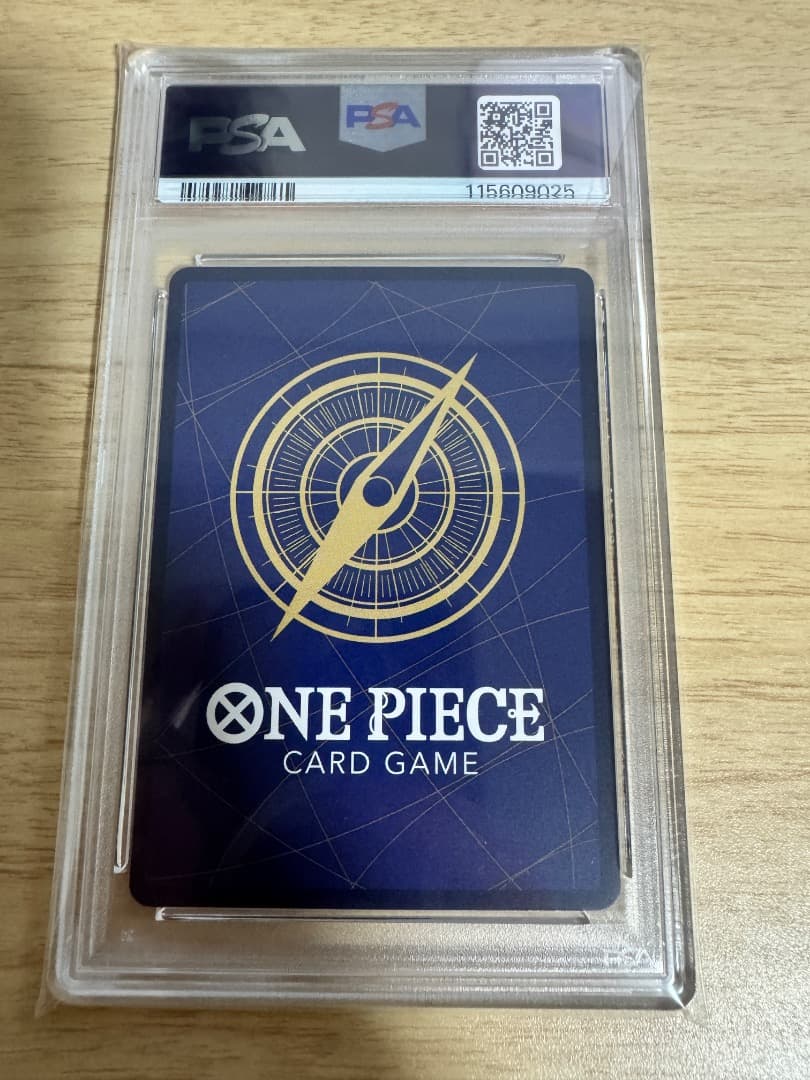 PSA
PSA
115609025
ONE PIECE
CARD GAME